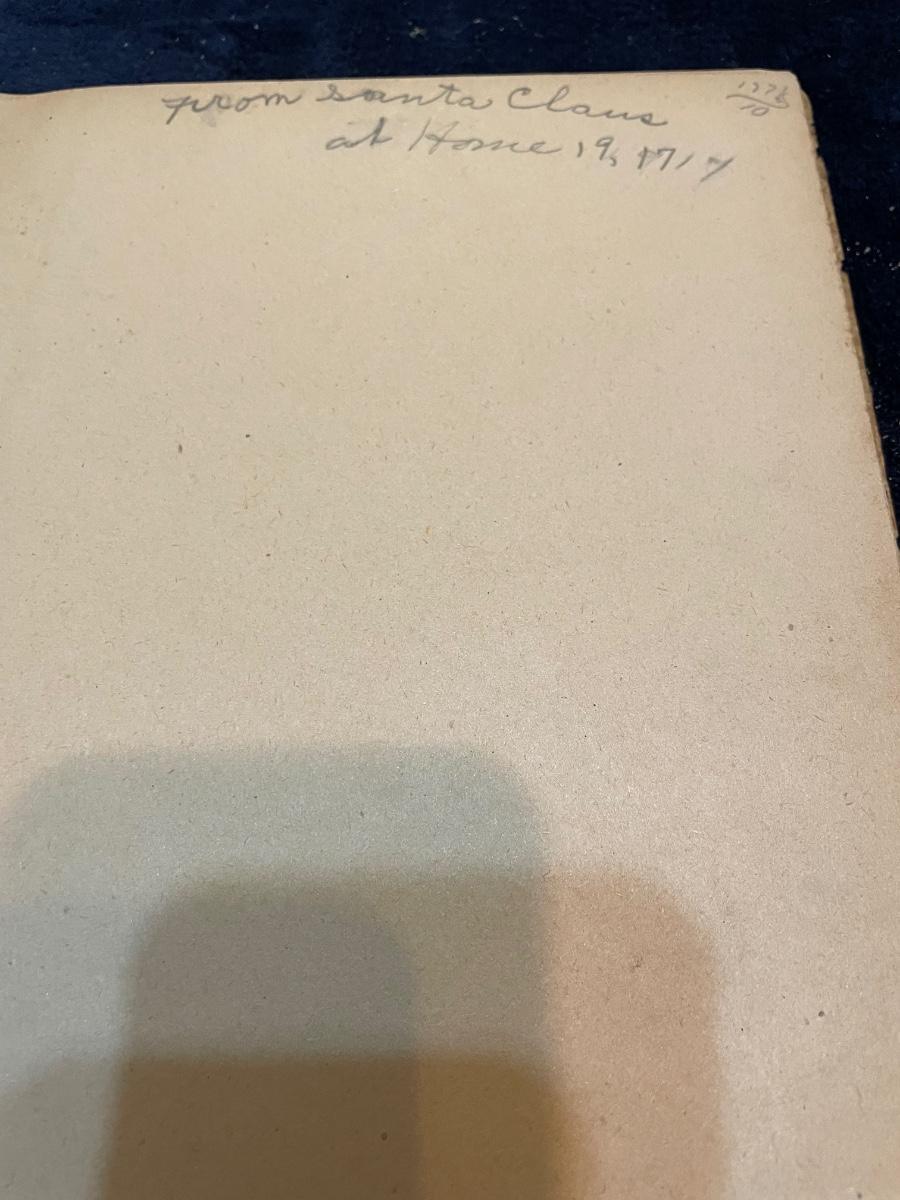 from Santa Claus
at Home 19, 1717